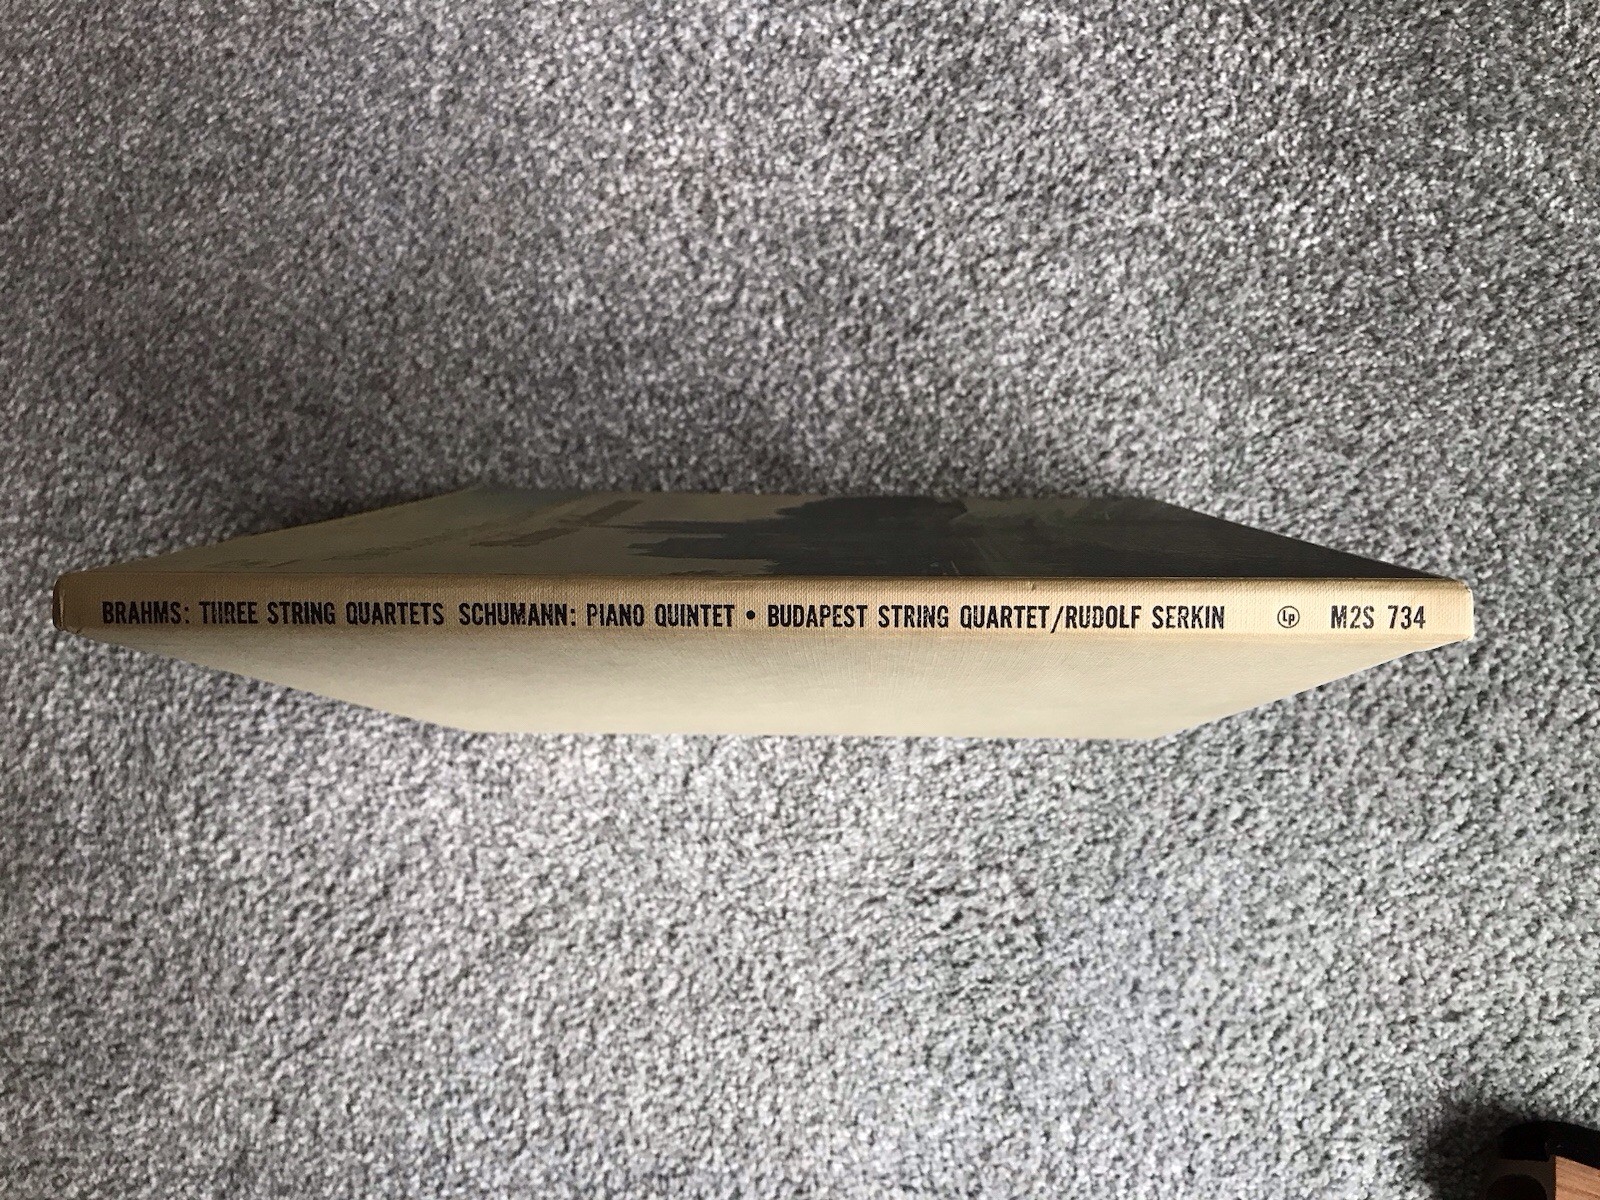 BRAHMS: THREE STRING QUARTETS SCHUMANN: PIANO QUINTET • BUDAPEST STRING QUARTET/RUDOLF SERKIN Lp M2S 734